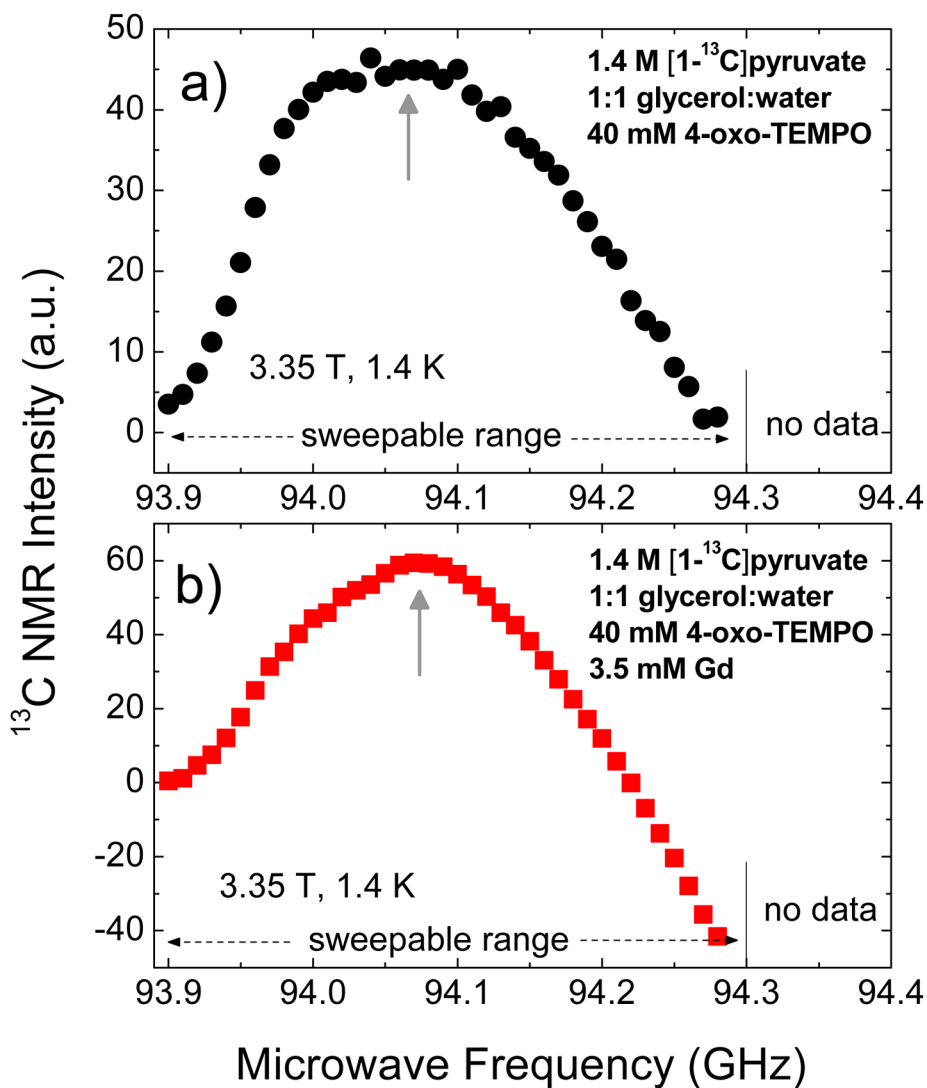 50
40
30
20
10
0
a)
1.4 M [1-¹³C]pyruvate
1:1 glycerol:water
40 mM 4-oxo-TEMPO
3.35 T, 1.4 K
sweepable range
no data
93.9 94.0 94.1 94.2 94.3 94.4
¹³C NMR Intensity (a.u.)
60
40
20
0
-20
-40
b)
1.4 M [1-¹³C]pyruvate
1:1 glycerol:water
40 mM 4-oxo-TEMPO
3.5 mM Gd
3.35 T, 1.4 K
sweepable range
no data
93.9 94.0 94.1 94.2 94.3 94.4
Microwave Frequency (GHz)